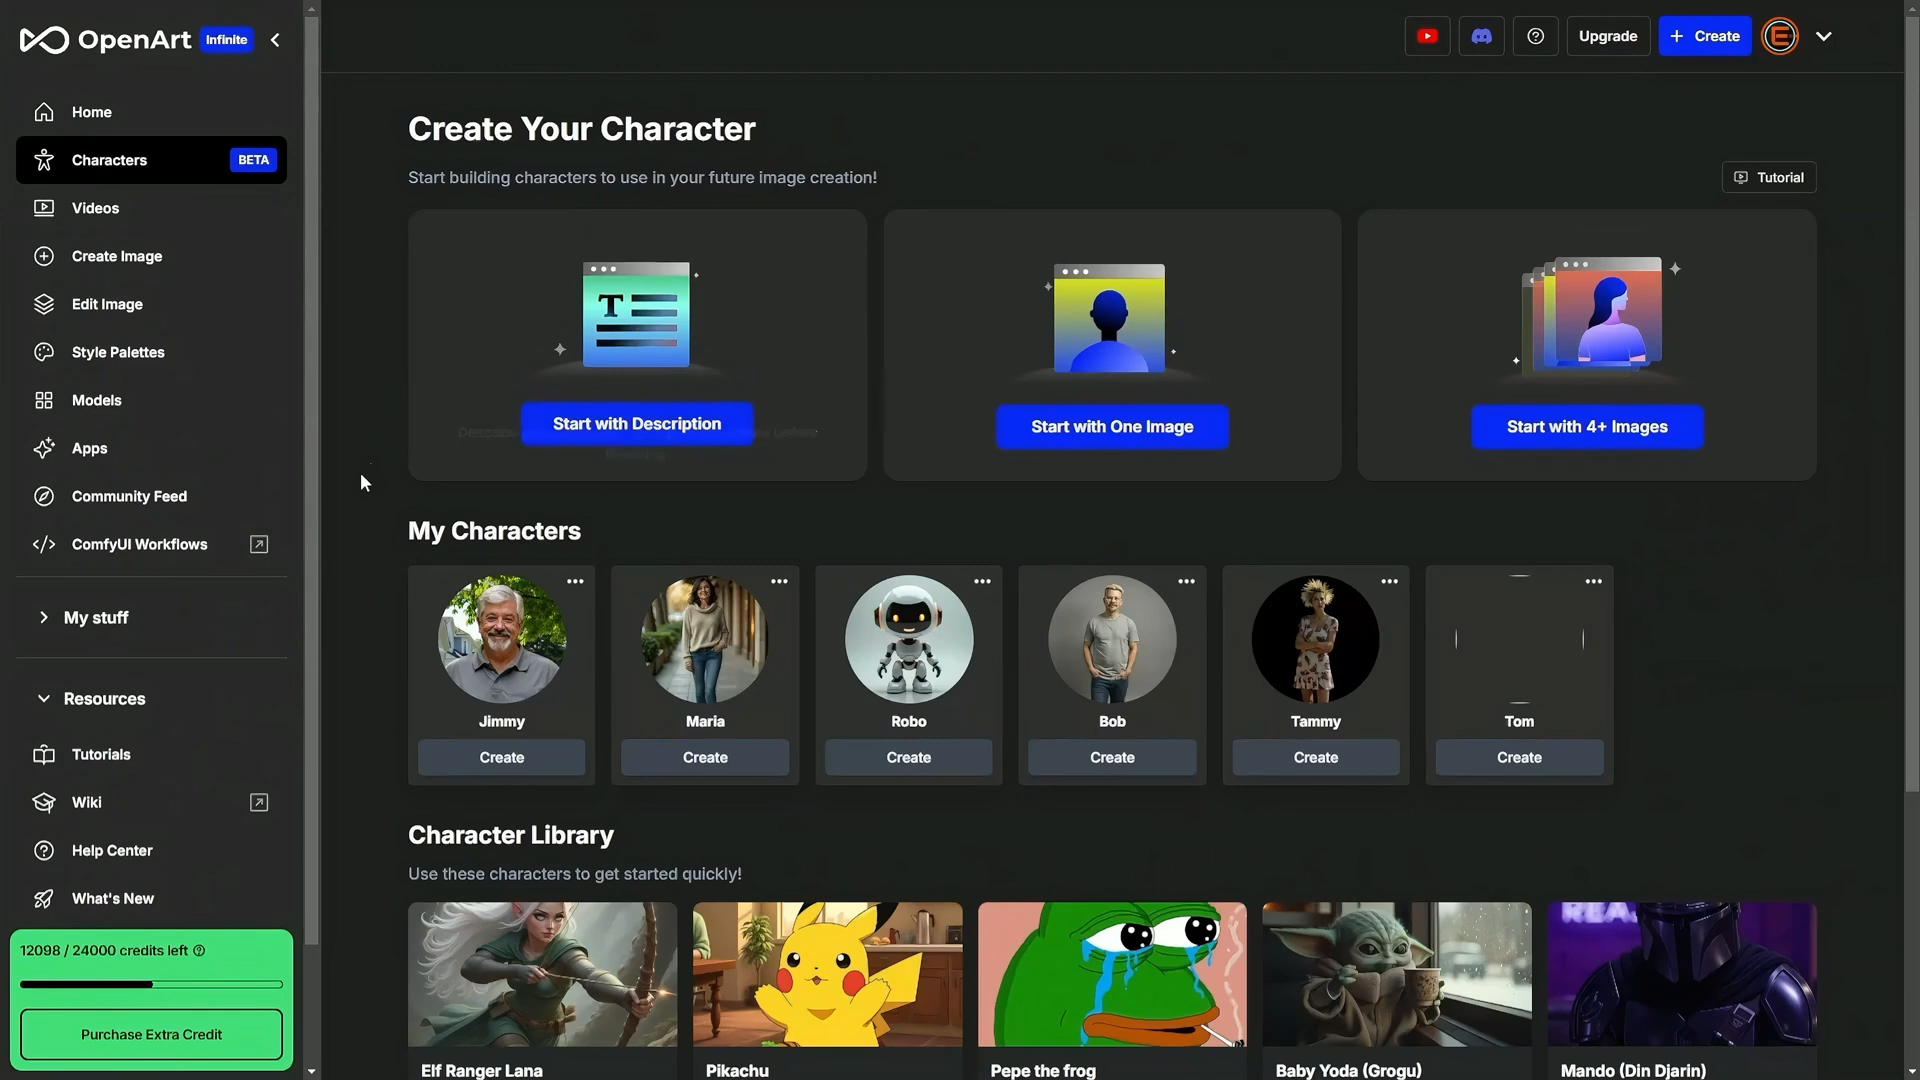 OpenArt Infinite
Home
Characters BETA
Videos
Create Image
Edit Image
Style Palettes
Models
Apps
Community Feed
ComfyUI Workflows
My stuff
Resources
Tutorials
Wiki
Help Center
What's New
12098 / 24000 credits left
Purchase Extra Credit
Upgrade
+ Create
Create Your Character
Start building characters to use in your future image creation!
Tutorial
Start with Description
Start with One Image
Start with 4+ Images
My Characters
Jimmy
Maria
Robo
Bob
Tammy
Tom
Create
Create
Create
Create
Create
Create
Character Library
Use these characters to get started quickly!
Elf Ranger Lana
Pikachu
Pepe the frog
Baby Yoda (Grogu)
Mando (Din Djarin)